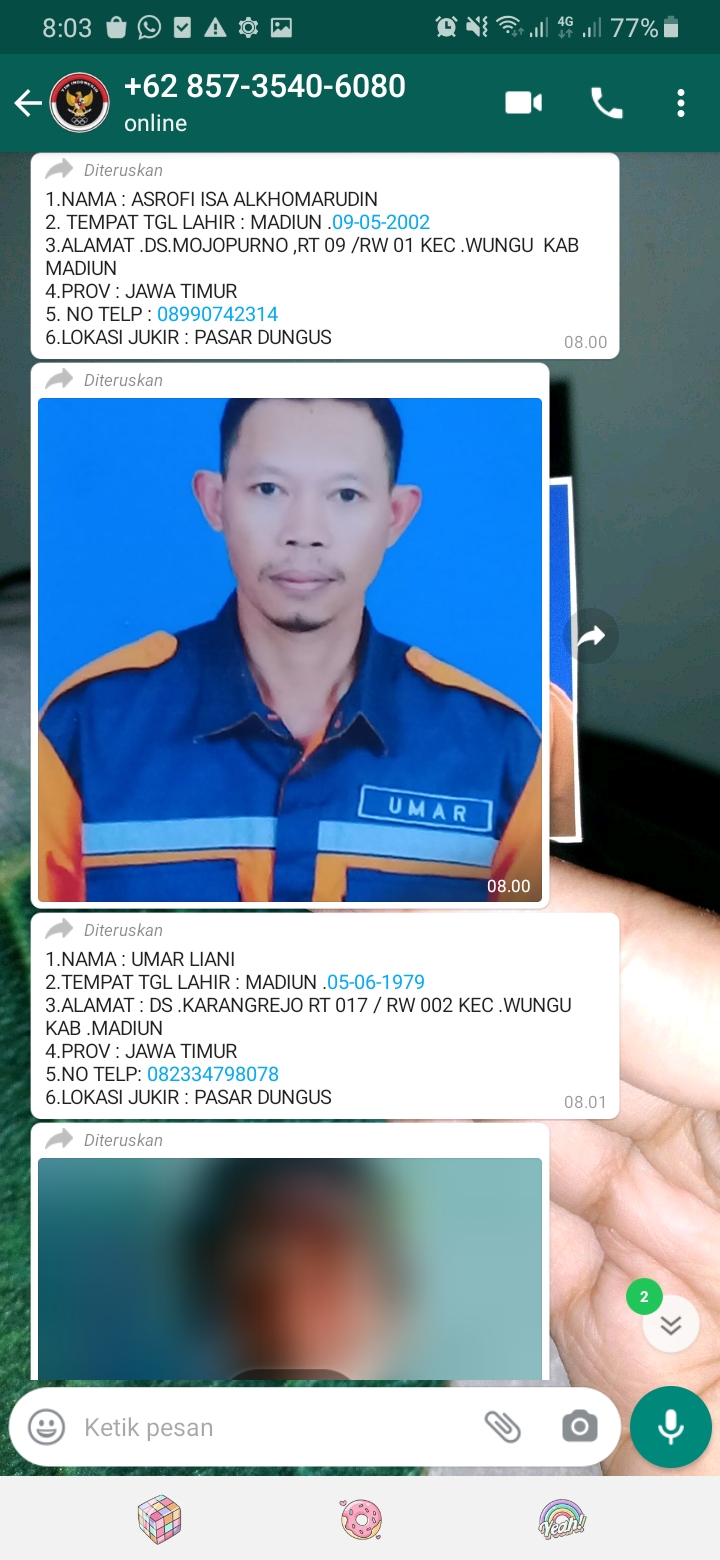 8:03
4G
77%
+62 857-3540-6080
online
Diteruskan
1.NAMA : ASROFI ISA ALKHOMARUDIN
2. TEMPAT TGL LAHIR : MADIUN .09-05-2002
3.ALAMAT .DS.MOJOPURNO ,RT 09 /RW 01 KEC .WUNGU KAB
MADIUN
4.PROV : JAWA TIMUR
5. NO TELP : 08990742314
6.LOKASI JUKIR : PASAR DUNGUS
08.00
Diteruskan
UMAR
08.00
Diteruskan
1.NAMA : UMAR LIANI
2.TEMPAT TGL LAHIR : MADIUN .05-06-1979
3.ALAMAT : DS .KARANGREJO RT 017 / RW 002 KEC .WUNGU
KAB .MADIUN
4.PROV : JAWA TIMUR
5.NO TELP: 082334798078
6.LOKASI JUKIR : PASAR DUNGUS
08.01
Diteruskan
2
Ketik pesan
Yeah!